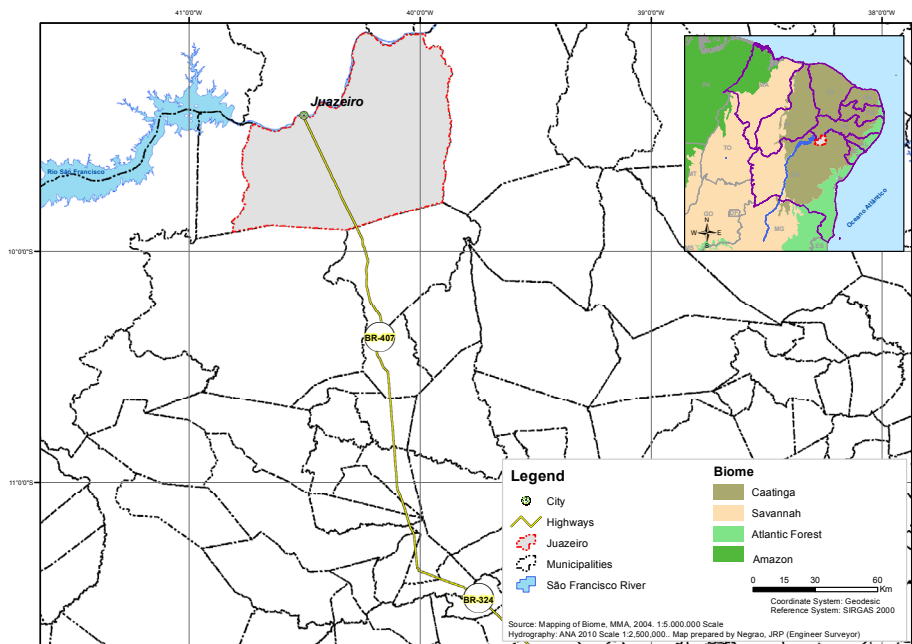 41°0'0"W
40°0'0"W
39°0'0"W
38°0'0"W
Juazeiro
Rio São Francisco
TO
MT
GO
DF
MG
ES
Oceano Atlântico
N
W
E
S
10°0'0"S
BR-407
11°0'0"S
BR-324
Legend
City
Highways
Juazeiro
Municipalities
São Francisco River
Biome
Caatinga
Savannah
Atlantic Forest
Amazon
0 15 30 60
Km
Coordinate System: Geodesic
Reference System: SIRGAS 2000
Source: Mapping of Biome, MMA, 2004. 1:5.000.000 Scale
Hydrography: ANA 2010 Scale 1:2,500,000.. Map prepared by Negrao, JRP (Engineer Surveyor)